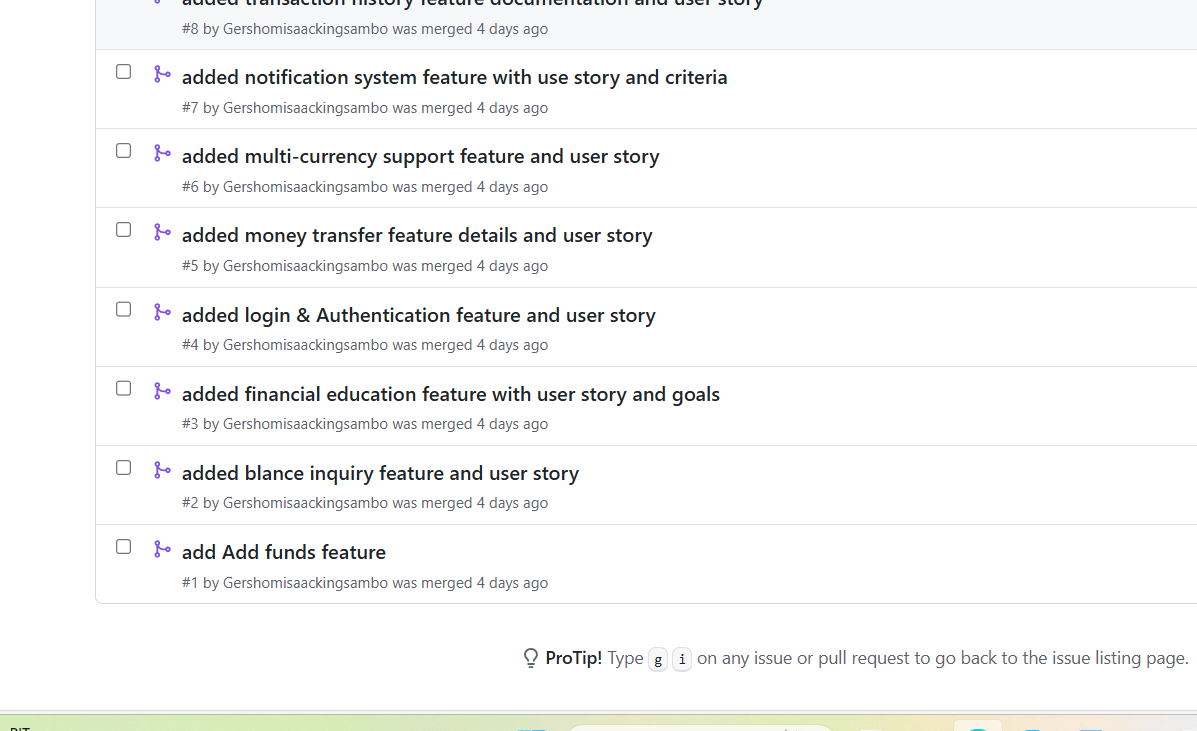 added transaction history feature documentation and user story
#8 by Gershomisaackingsambo was merged 4 days ago
added notification system feature with use story and criteria
#7 by Gershomisaackingsambo was merged 4 days ago
added multi-currency support feature and user story
#6 by Gershomisaackingsambo was merged 4 days ago
added money transfer feature details and user story
#5 by Gershomisaackingsambo was merged 4 days ago
added login & Authentication feature and user story
#4 by Gershomisaackingsambo was merged 4 days ago
added financial education feature with user story and goals
#3 by Gershomisaackingsambo was merged 4 days ago
added blance inquiry feature and user story
#2 by Gershomisaackingsambo was merged 4 days ago
add Add funds feature
#1 by Gershomisaackingsambo was merged 4 days ago
ProTip! Type g i on any issue or pull request to go back to the issue listing page.